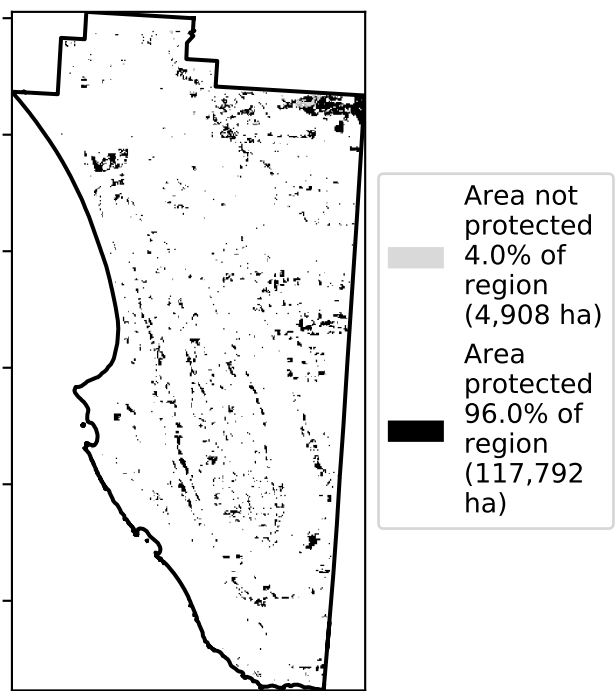 Area not
protected
4.0% of
region
(4,908 ha)
Area
protected
96.0% of
region
(117,792
ha)